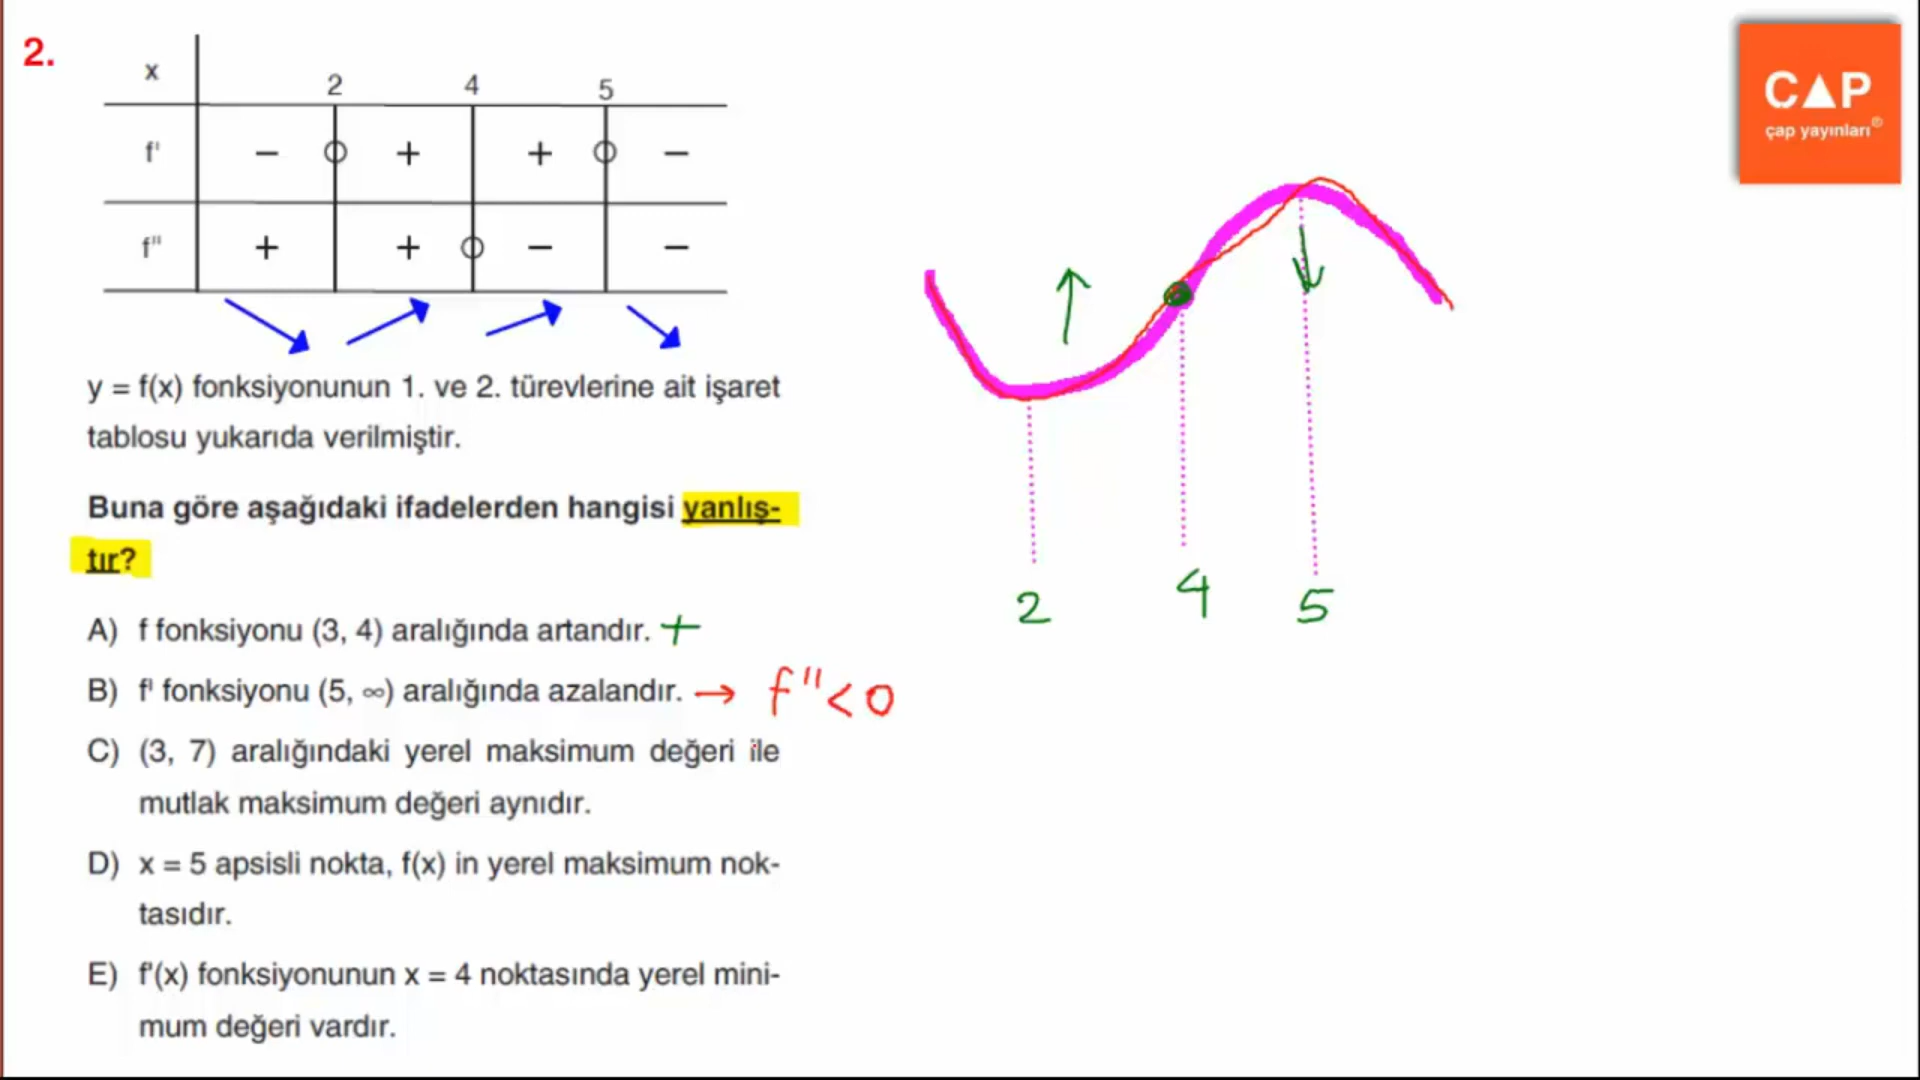 2.
x 2 4 5
f' − + + −
f" + + − −
y = f(x) fonksiyonunun 1. ve 2. türevlerine ait işaret
tablosu yukarıda verilmiştir.
Buna göre aşağıdaki ifadelerden hangisi yanlış-
tır?
A) f fonksiyonu (3, 4) aralığında artandır. +
B) f' fonksiyonu (5, ∞) aralığında azalandır. → f''<0
C) (3, 7) aralığındaki yerel maksimum değeri ile
mutlak maksimum değeri aynıdır.
D) x = 5 apsisli nokta, f(x) in yerel maksimum nok-
tasıdır.
E) f'(x) fonksiyonunun x = 4 noktasında yerel mini-
mum değeri vardır.
2 4 5
CAP
çap yayınları®